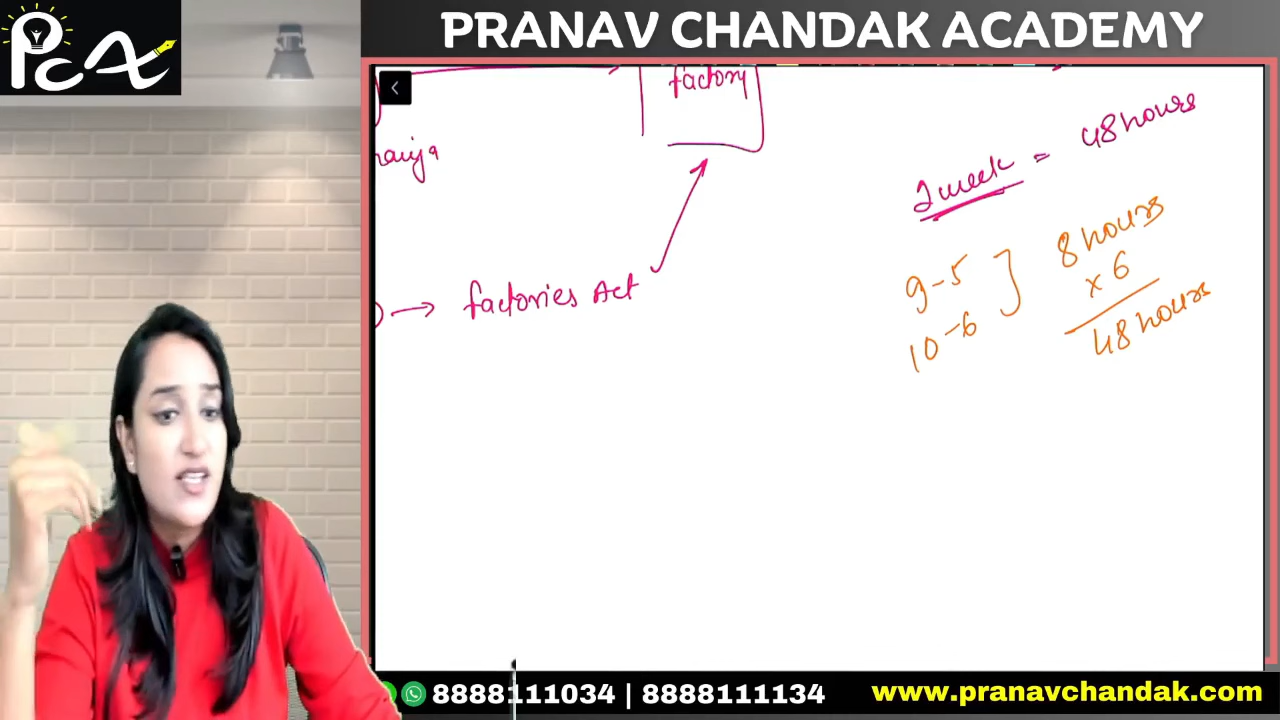 PCA
PRANAV CHANDAK ACADEMY
factory
1 week = 48 hours
9-5
10-6
8 hours
x 6
48 hours
factories Act
8888111034 | 8888111134
www.pranavchandak.com